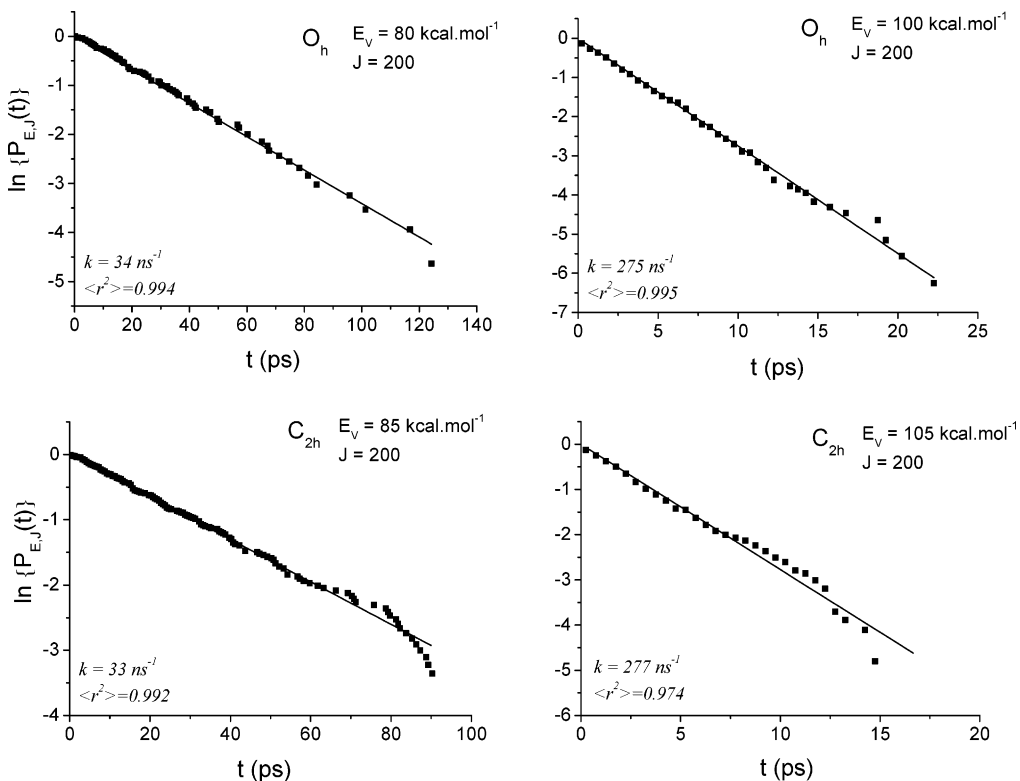 O_h
E_V = 80 kcal.mol⁻¹
J = 200
ln {P_E,J(t)}
0
-1
-2
-3
-4
-5
k = 34 ns⁻¹
<r²>=0.994
0 20 40 60 80 100 120 140
t (ps)
O_h
E_V = 100 kcal.mol⁻¹
J = 200
0
-1
-2
-3
-4
-5
-6
-7
k = 275 ns⁻¹
<r²>=0.995
0 5 10 15 20 25
t (ps)
C_2h
E_V = 85 kcal.mol⁻¹
J = 200
ln {P_E,J(t)}
0
-1
-2
-3
-4
k = 33 ns⁻¹
<r²>=0.992
0 20 40 60 80 100
t (ps)
C_2h
E_V = 105 kcal.mol⁻¹
J = 200
0
-1
-2
-3
-4
-5
-6
k = 277 ns⁻¹
<r²>=0.974
0 5 10 15 20
t (ps)